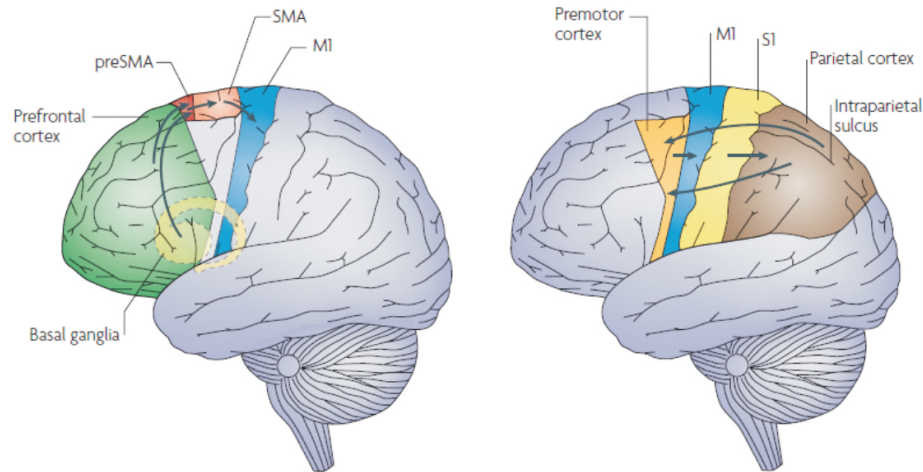 SMA
M1
preSMA
Prefrontal
cortex
Basal ganglia
Premotor
cortex
M1
S1
Parietal cortex
Intraparietal
sulcus